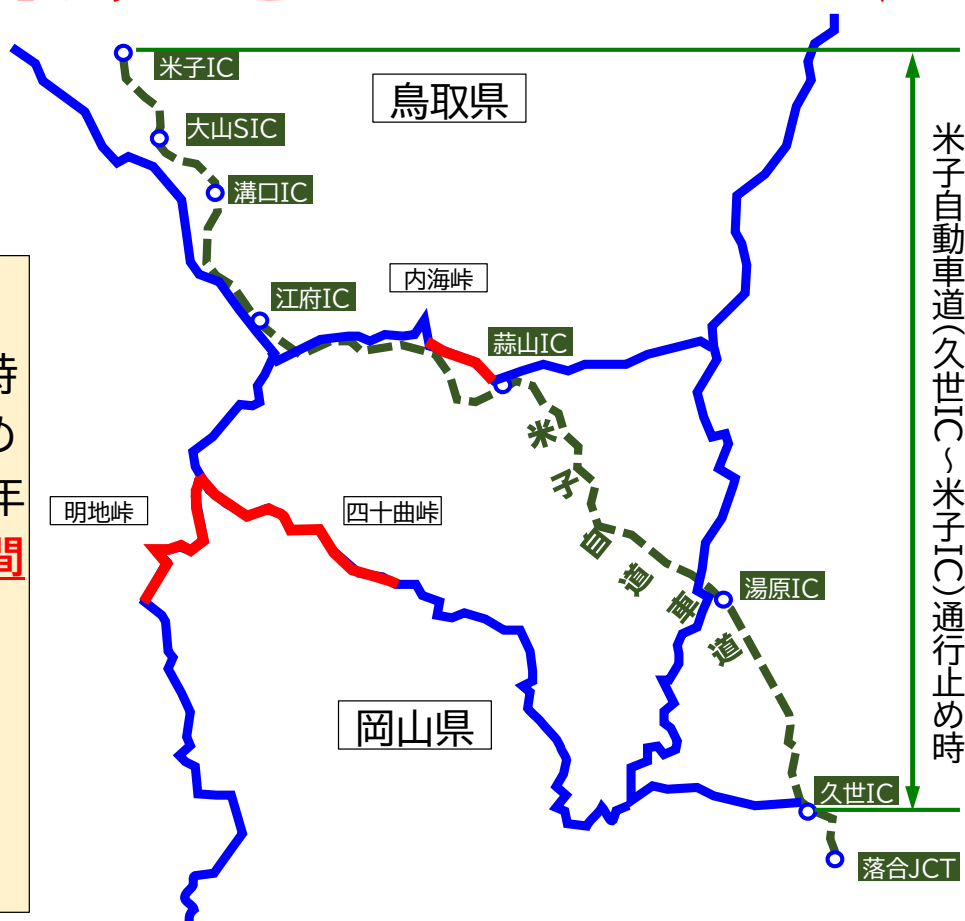 米子IC
鳥取県
大山SIC
溝口IC
内海峠
江府IC
蒜山IC
米子自動車道(久世IC～米子IC)通行止め時
時
め
年
間
米子自道車道
明地峠
四十曲峠
湯原IC
岡山県
久世IC
落合JCT